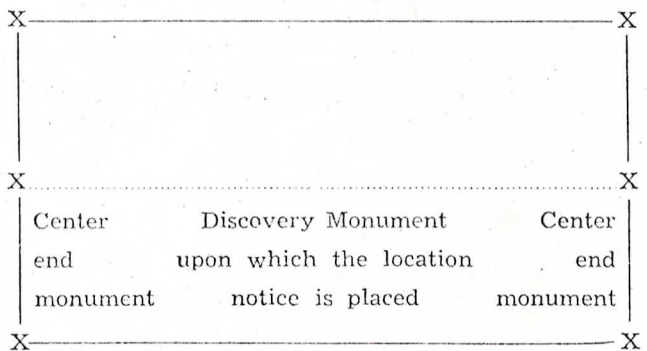 X X
X X
Center Discovery Monument Center
end upon which the location end
monument notice is placed monument
X X